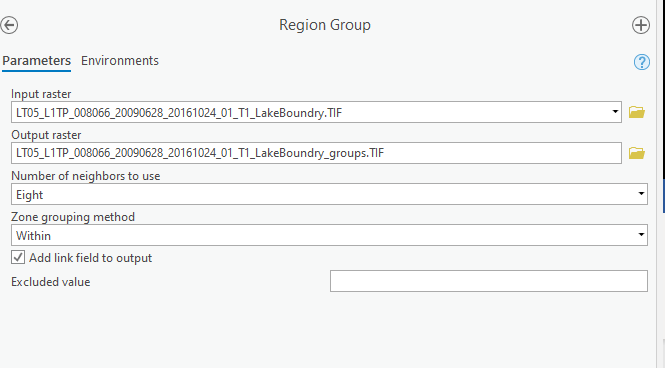 Region Group
Parameters Environments
Input raster
LT05_L1TP_008066_20090628_20161024_01_T1_LakeBoundry.TIF
Output raster
LT05_L1TP_008066_20090628_20161024_01_T1_LakeBoundry_groups.TIF
Number of neighbors to use
Eight
Zone grouping method
Within
Add link field to output
Excluded value